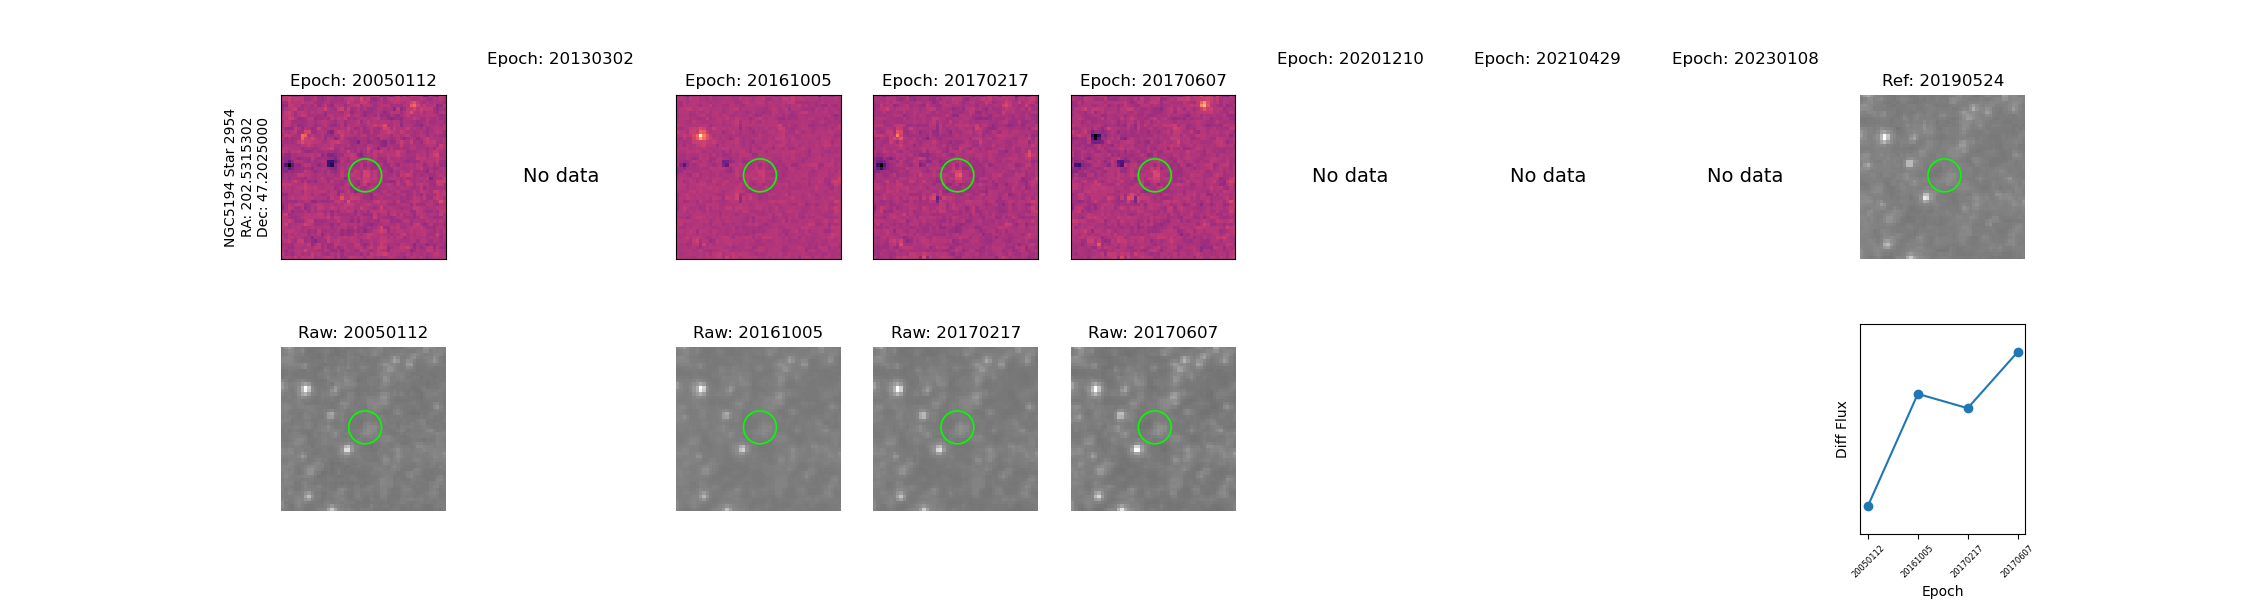 NGC5194 Star 2954
RA: 202.5315302
Dec: 47.2025000
Epoch: 20050112
Epoch: 20130302
No data
Epoch: 20161005
Epoch: 20170217
Epoch: 20170607
Epoch: 20201210
No data
Epoch: 20210429
No data
Epoch: 20230108
No data
Ref: 20190524
Raw: 20050112
Raw: 20161005
Raw: 20170217
Raw: 20170607
Diff Flux
20050112
20161005
20170217
20170607
Epoch